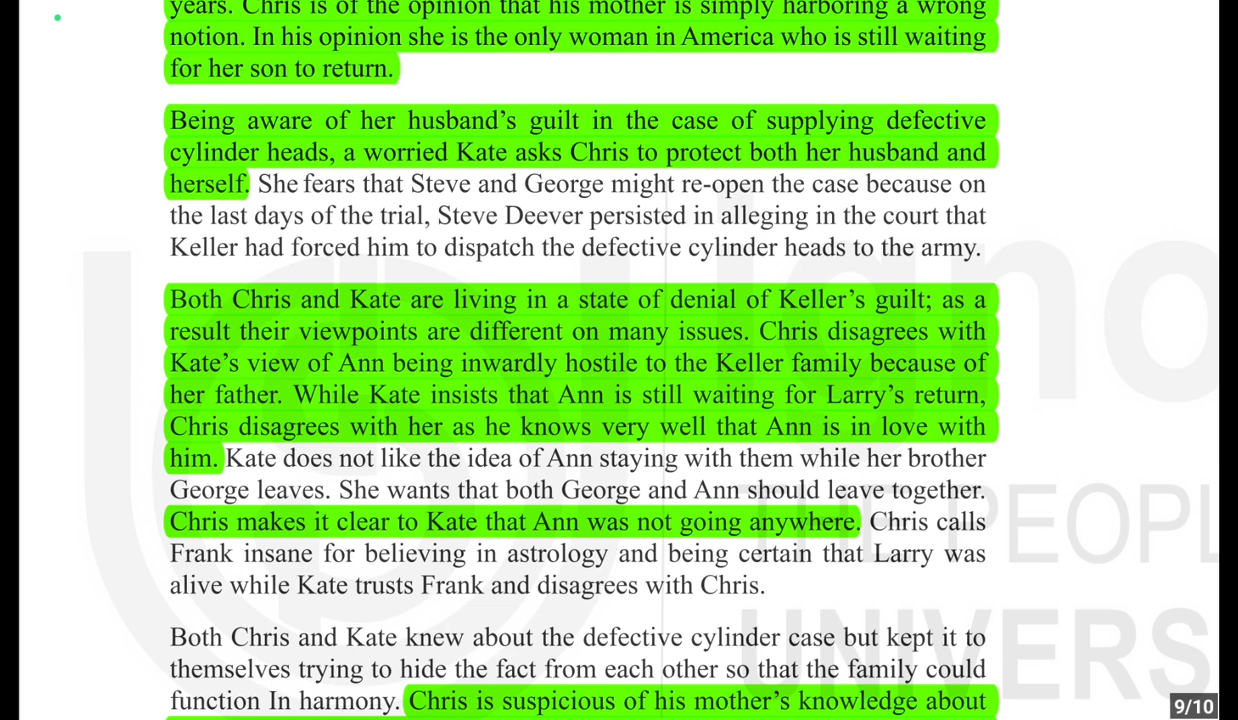 years. Chris is of the opinion that his mother is simply harboring a wrong
notion. In his opinion she is the only woman in America who is still waiting
for her son to return.
Being aware of her husband's guilt in the case of supplying defective
cylinder heads, a worried Kate asks Chris to protect both her husband and
herself. She fears that Steve and George might re-open the case because on
the last days of the trial, Steve Deever persisted in alleging in the court that
Keller had forced him to dispatch the defective cylinder heads to the army.
Both Chris and Kate are living in a state of denial of Keller's guilt; as a
result their viewpoints are different on many issues. Chris disagrees with
Kate's view of Ann being inwardly hostile to the Keller family because of
her father. While Kate insists that Ann is still waiting for Larry's return,
Chris disagrees with her as he knows very well that Ann is in love with
him. Kate does not like the idea of Ann staying with them while her brother
George leaves. She wants that both George and Ann should leave together.
Chris makes it clear to Kate that Ann was not going anywhere. Chris calls
Frank insane for believing in astrology and being certain that Larry was
alive while Kate trusts Frank and disagrees with Chris.
Both Chris and Kate knew about the defective cylinder case but kept it to
themselves trying to hide the fact from each other so that the family could
function In harmony. Chris is suspicious of his mother's knowledge about
igno
THE PEOPL
UNIVERS
9/10